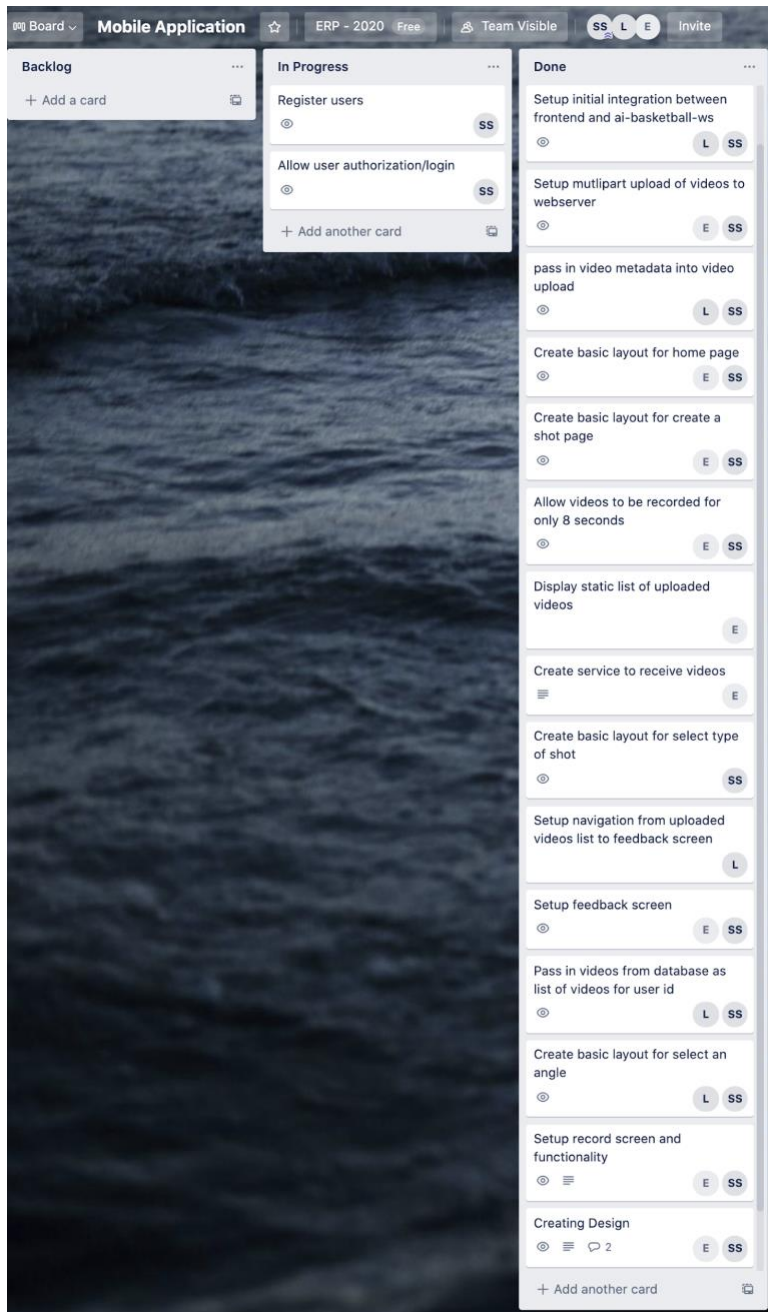 Board
Mobile Application
ERP - 2020 Free
Team Visible
SS L E
Invite
Backlog
...
+ Add a card
In Progress
...
Register users
SS
Allow user authorization/login
SS
+ Add another card
Done
...
Setup initial integration between
frontend and ai-basketball-ws
L SS
Setup mutlipart upload of videos to
webserver
E SS
pass in video metadata into video
upload
L SS
Create basic layout for home page
E SS
Create basic layout for create a
shot page
E SS
Allow videos to be recorded for
only 8 seconds
E SS
Display static list of uploaded
videos
E
Create service to receive videos
E
Create basic layout for select type
of shot
SS
Setup navigation from uploaded
videos list to feedback screen
L
Setup feedback screen
E SS
Pass in videos from database as
list of videos for user id
L SS
Create basic layout for select an
angle
L SS
Setup record screen and
functionality
E SS
Creating Design
2 E SS
+ Add another card